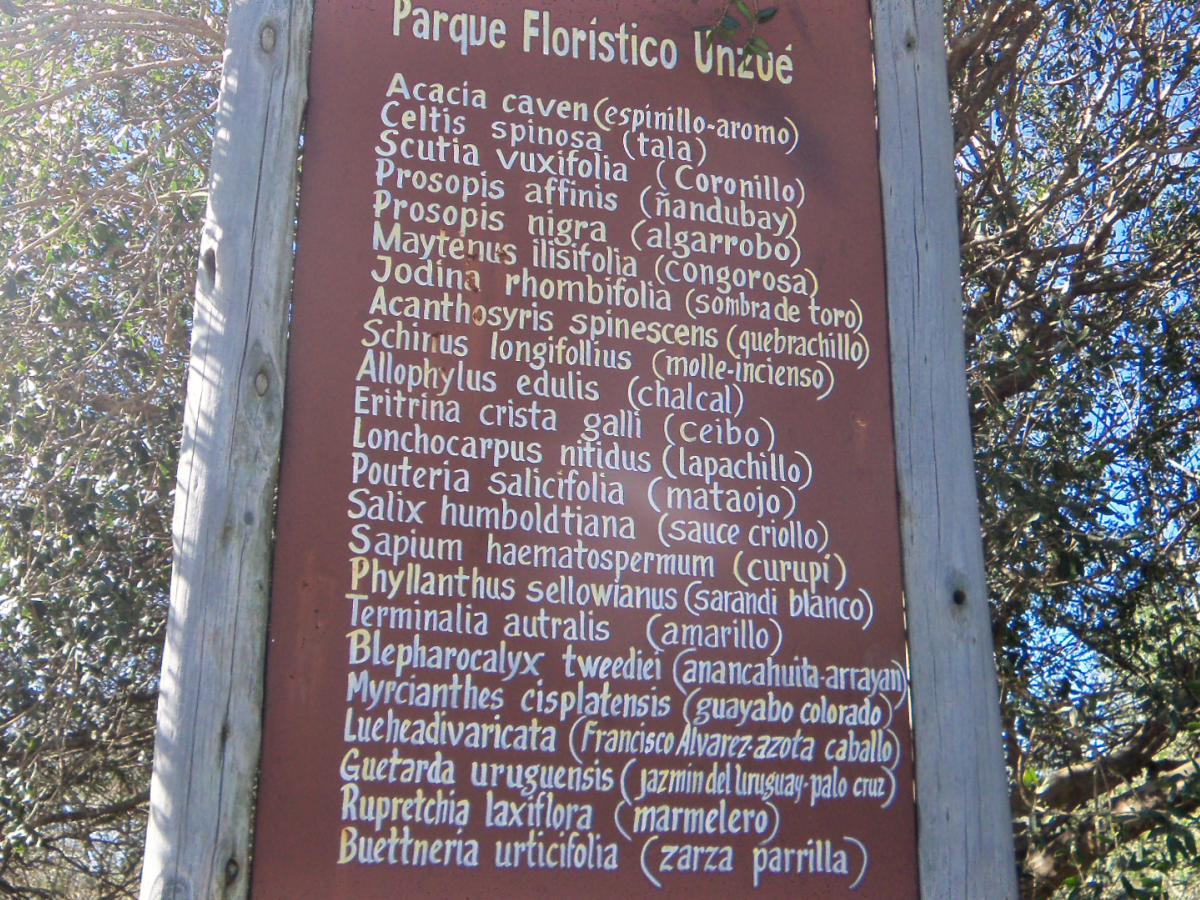 Parque Florístico Unzué
Acacia caven (espinillo-aromo)
Celtis spinosa (tala)
Scutia vuxifolia (Coronillo)
Prosopis affinis (ñandubay)
Prosopis nigra (algarrobo)
Maytenus ilisifolia (congorosa)
Jodina rhombifolia (sombra de toro)
Acanthosyris spinescens (quebrachillo)
Schinus longifollius (molle-incienso)
Allophylus edulis (chalcal)
Eritrina crista galli (ceibo)
Lonchocarpus nitidus (lapachillo)
Pouteria salicifolia (mataojo)
Salix humboldtiana (sauce criollo)
Sapium haematospermum (curupi)
Phyllanthus sellowianus (sarandi blanco)
Terminalia autralis (amarillo)
Blepharocalyx tweediei (anancahuita-arrayan)
Myrcianthes cisplatensis (guayabo colorado)
Lueheadivaricata (Francisco Alvarez-azota caballo)
Guetarda uruguensis (jazmin del Uruguay-palo cruz)
Rupretchia laxiflora (marmelero)
Buettneria urticifolia (zarza parrilla)